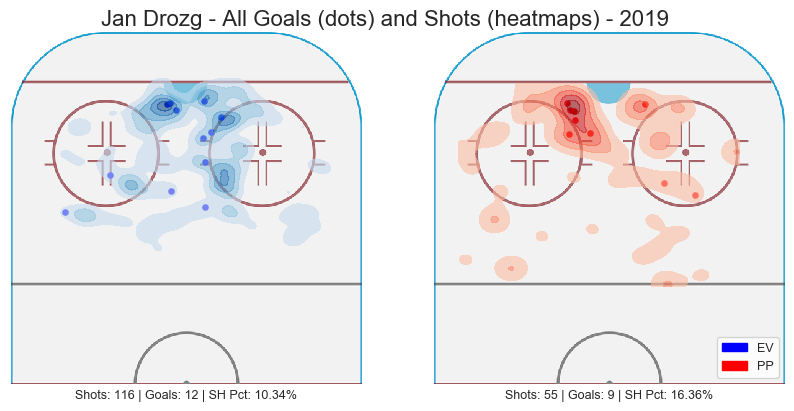 Jan Drozg - All Goals (dots) and Shots (heatmaps) - 2019
EV
PP
Shots: 116 | Goals: 12 | SH Pct: 10.34%
Shots: 55 | Goals: 9 | SH Pct: 16.36%